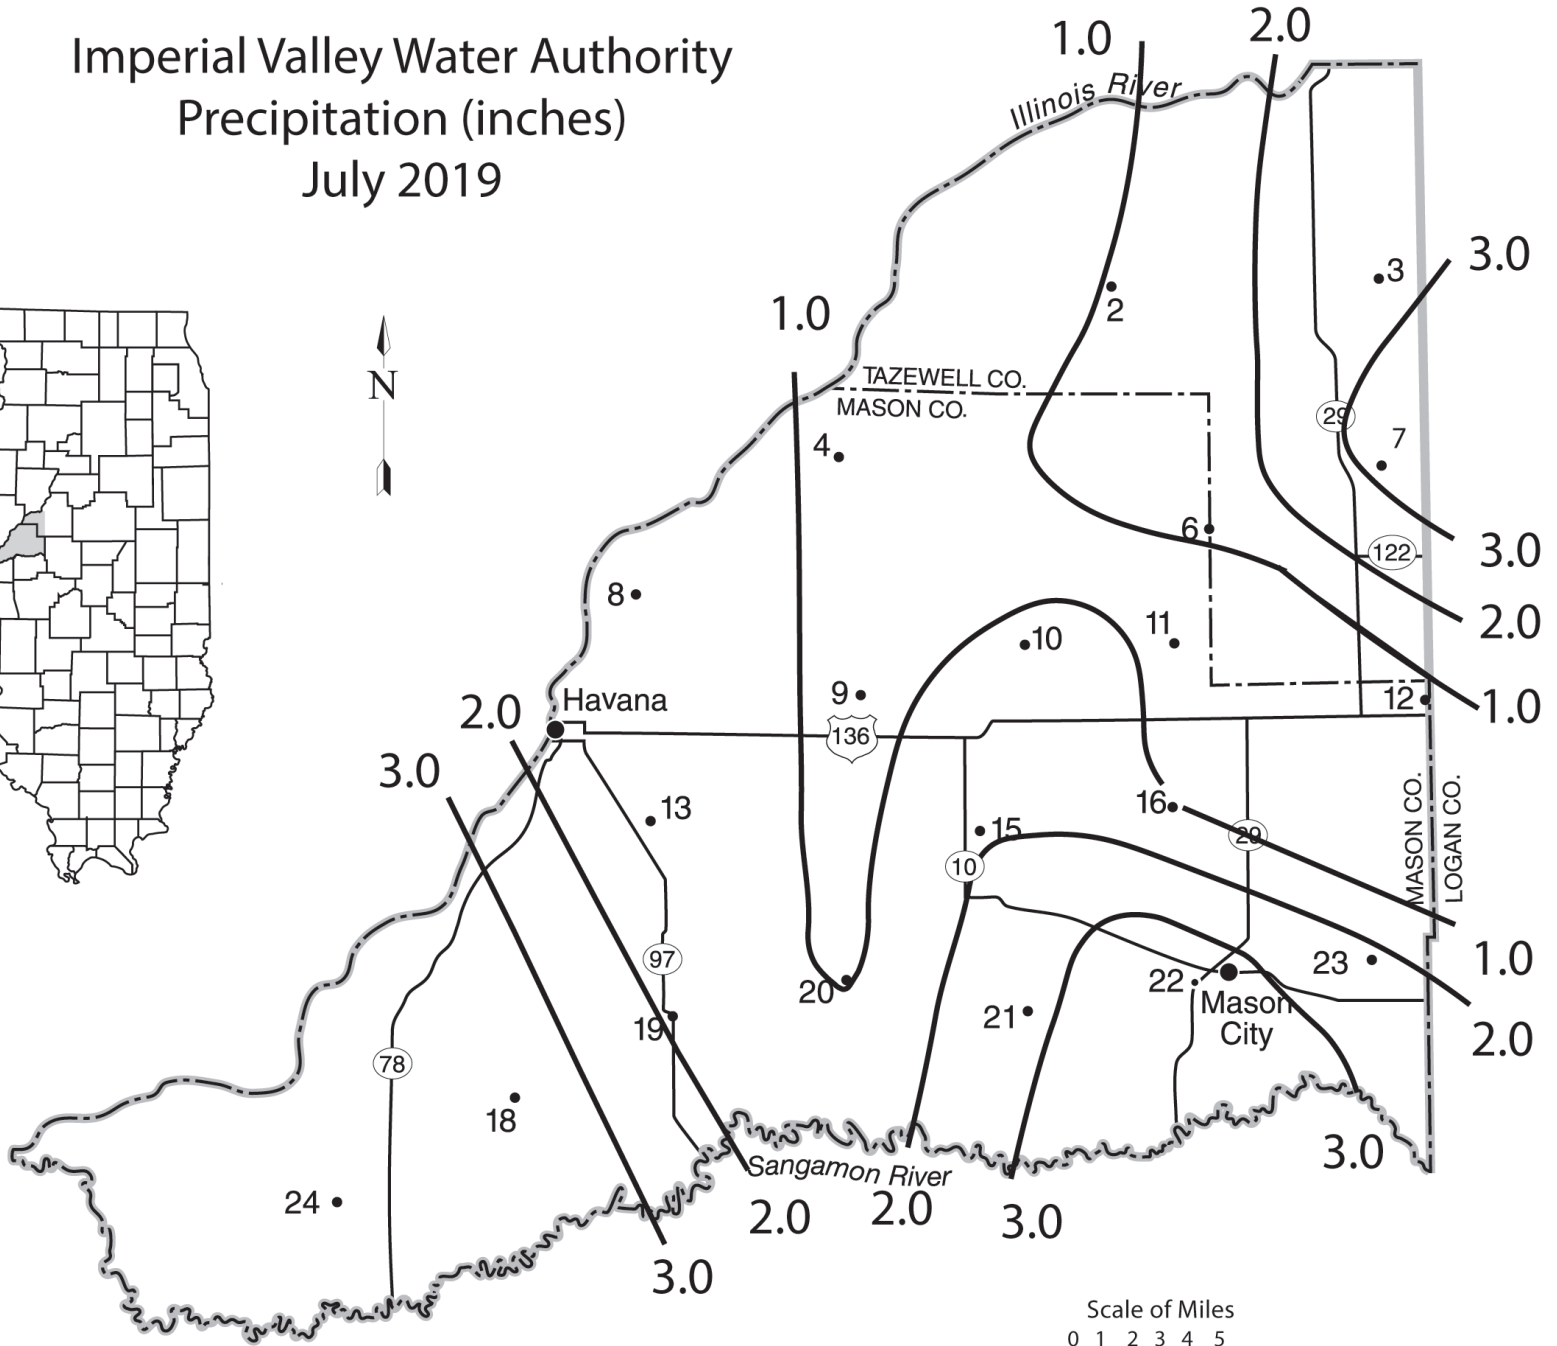 Imperial Valley Water Authority
Precipitation (inches)
July 2019
1.0
2.0
Illinois River
3
3.0
2
1.0
N
TAZEWELL CO.
MASON CO.
29
7
4
6
3.0
122
8
2.0
11
10
9
12
1.0
Havana
2.0
136
3.0
13
16
MASON CO.
LOGAN CO.
15
29
10
97
23
1.0
22
20
Mason
City
21
19
2.0
78
18
3.0
Sangamon River
24
2.0
2.0
3.0
3.0
Scale of Miles
0 1 2 3 4 5